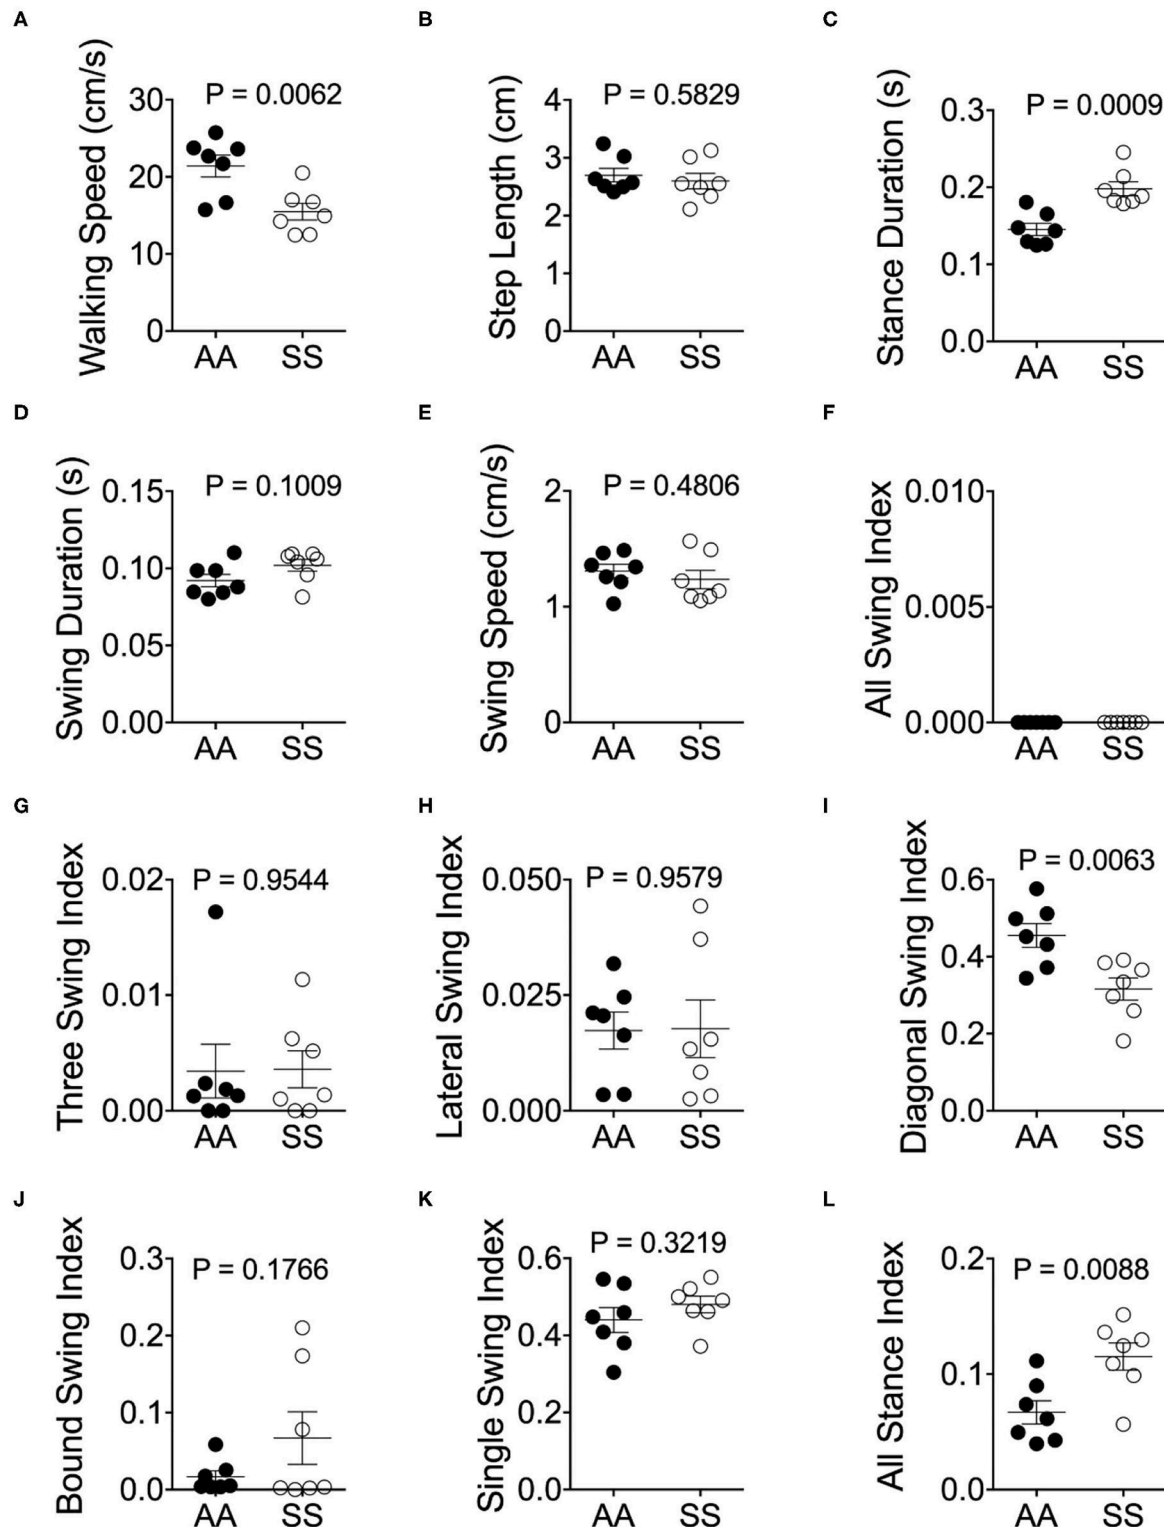 A
Walking Speed (cm/s)
P = 0.0062
30
20
10
0
AA SS
B
Step Length (cm)
P = 0.5829
4
3
2
1
0
AA SS
C
Stance Duration (s)
P = 0.0009
0.3
0.2
0.1
0.0
AA SS
D
Swing Duration (s)
P = 0.1009
0.15
0.10
0.05
0.00
AA SS
E
Swing Speed (cm/s)
P = 0.4806
2
1
0
AA SS
F
All Swing Index
0.010
0.005
0.000
AA SS
G
Three Swing Index
P = 0.9544
0.02
0.01
0.00
AA SS
H
Lateral Swing Index
P = 0.9579
0.050
0.025
0.000
AA SS
I
Diagonal Swing Index
P = 0.0063
0.6
0.4
0.2
0.0
AA SS
J
Bound Swing Index
P = 0.1766
0.3
0.2
0.1
0.0
AA SS
K
Single Swing Index
P = 0.3219
0.6
0.4
0.2
0.0
AA SS
L
All Stance Index
P = 0.0088
0.2
0.1
0.0
AA SS